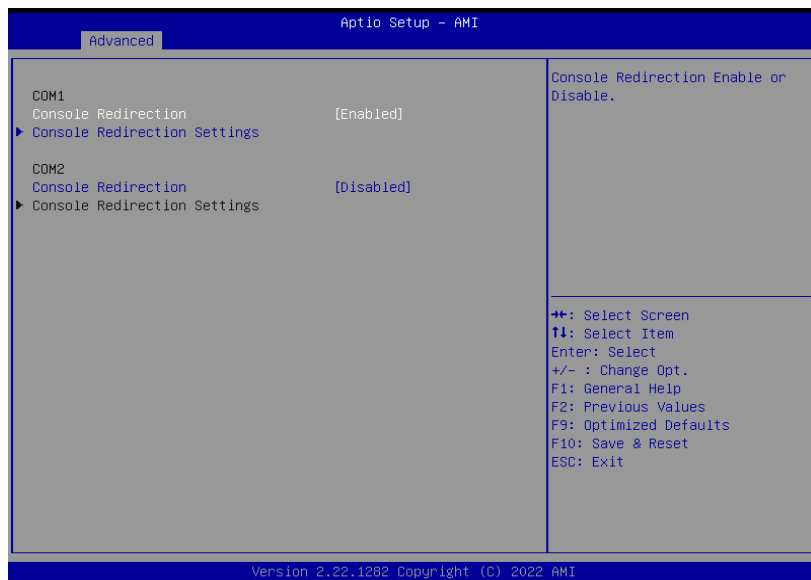 Aptio Setup – AMI
Advanced
COM1
Console Redirection [Enabled]
Console Redirection Settings
COM2
Console Redirection [Disabled]
Console Redirection Settings
Console Redirection Enable or
Disable.
→←: Select Screen
↑↓: Select Item
Enter: Select
+/- : Change Opt.
F1: General Help
F2: Previous Values
F9: Optimized Defaults
F10: Save & Reset
ESC: Exit
Version 2.22.1282 Copyright (C) 2022 AMI